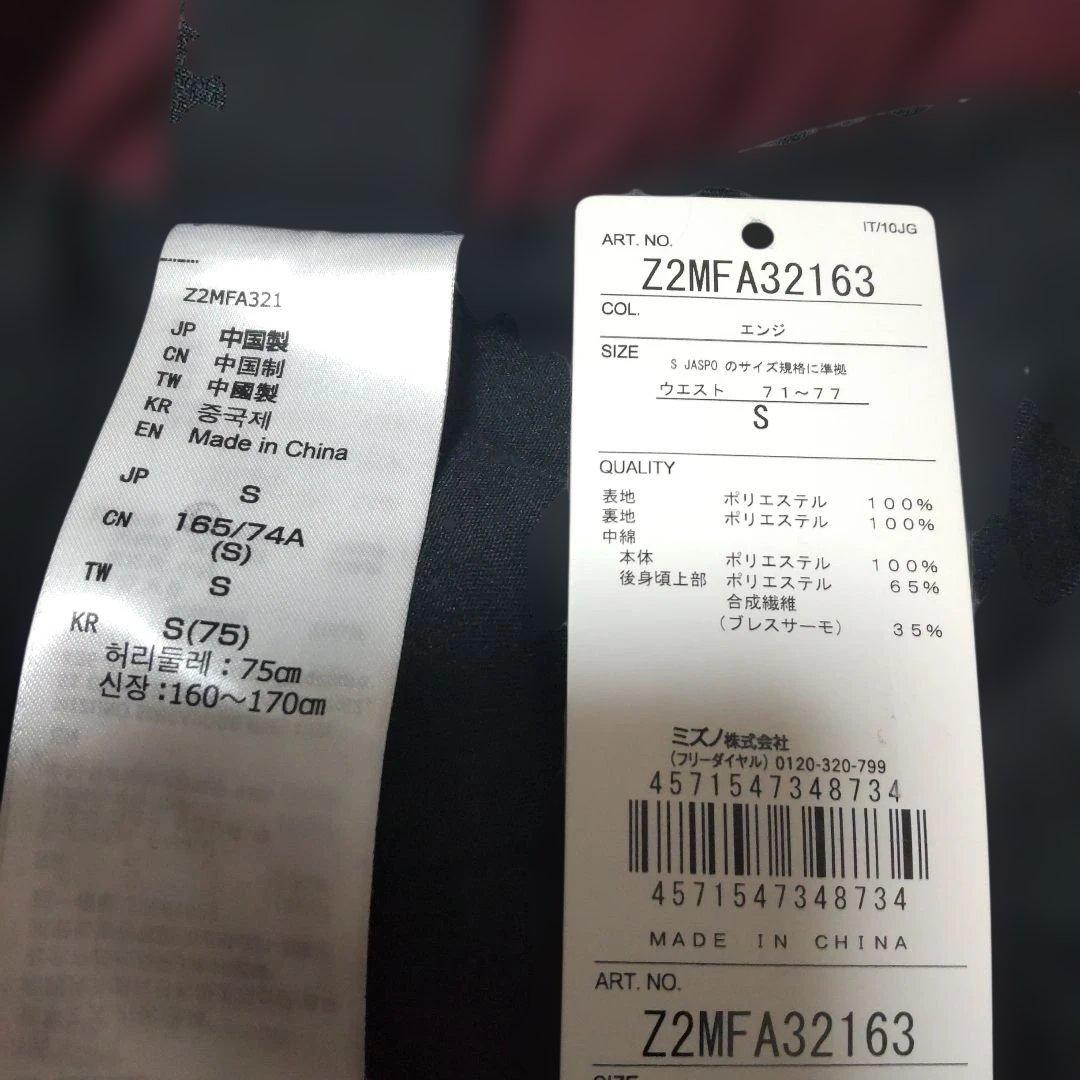 Z2MFA321
JP 中国製
CN 中国制
TW 中國製
KR 중국제
EN Made in China
JP S
CN 165/74A
(S)
TW S
KR S(75)
허리둘레 : 75㎝
신장 :160～170㎝
IT/10JG
ART. NO.
Z2MFA32163
COL.
エンジ
SIZE
S JASPO のサイズ規格に準拠
ウエスト 71～77
S
QUALITY
表地 ポリエステル 100%
裏地 ポリエステル 100%
中綿
本体 ポリエステル 100%
後身頃上部 ポリエステル 65%
合成繊維
(ブレスサーモ) 35%
ミズノ株式会社
(フリーダイヤル) 0120-320-799
4571547348734
4571547348734
MADE IN CHINA
ART. NO.
Z2MFA32163
SIZE